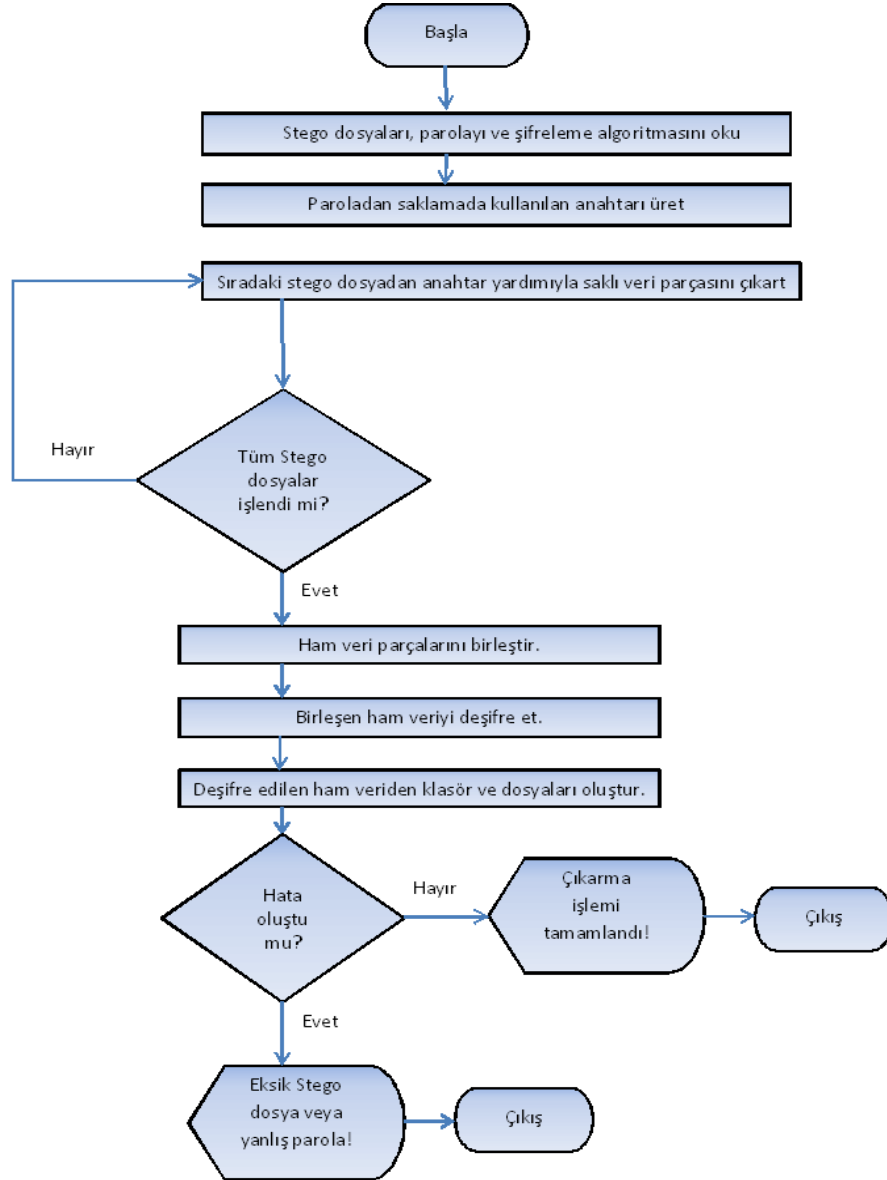 Başla
Stego dosyaları, parolayı ve şifreleme algoritmasını oku
Paroladan saklamada kullanılan anahtarı üret
Sıradaki stego dosyadan anahtar yardımıyla saklı veri parçasını çıkart
Hayır
Tüm Stego
dosyalar
işlendi mi?
Evet
Ham veri parçalarını birleştir.
Birleşen ham veriyi deşifre et.
Deşifre edilen ham veriden klasör ve dosyaları oluştur.
Hata
oluştu
mu?
Hayır
Çıkarma
işlemi
tamamlandı!
Çıkış
Evet
Eksik Stego
dosya veya
yanlış parola!
Çıkış